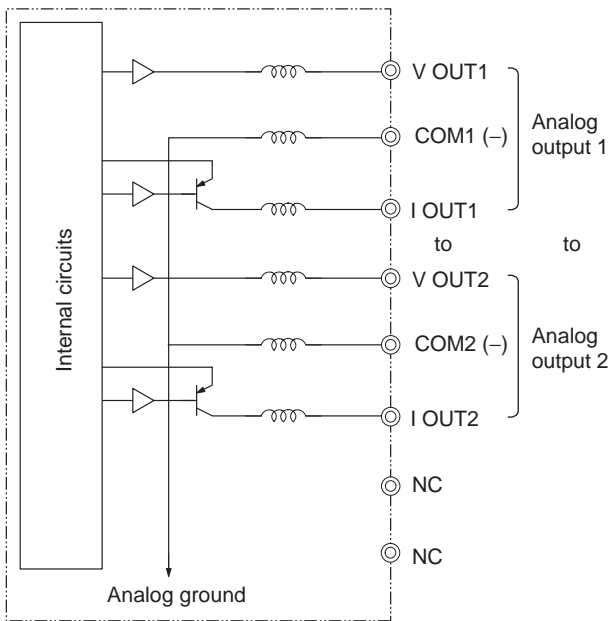 V OUT1
COM1 (−)
Analog
output 1
I OUT1
to
to
V OUT2
Internal circuits
COM2 (−)
Analog
output 2
I OUT2
NC
NC
Analog ground